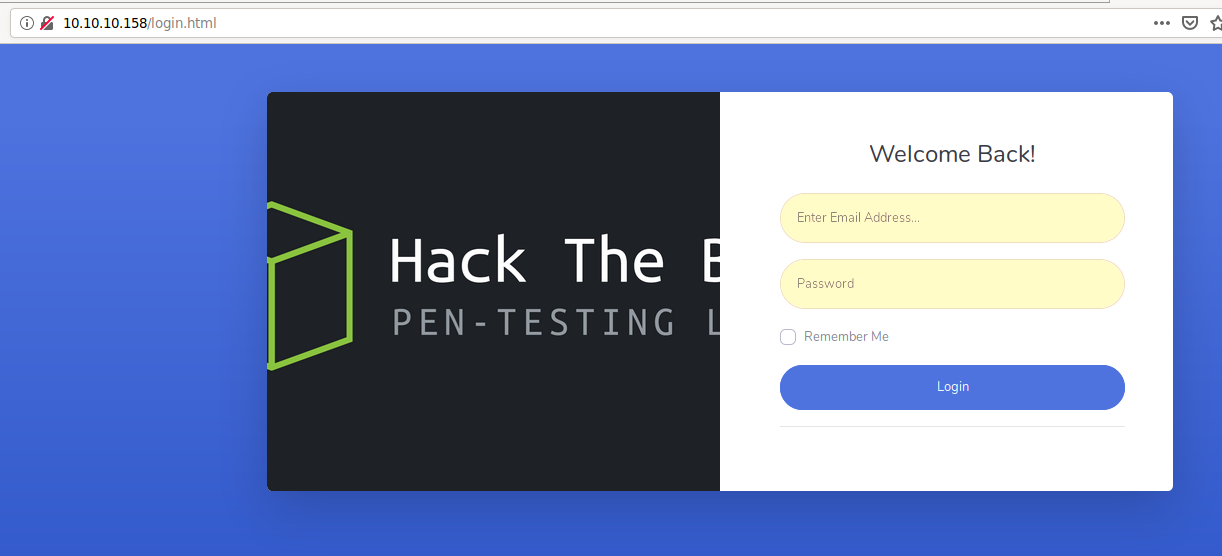 10.10.10.158/login.html
Hack The B
PEN-TESTING L
Welcome Back!
Enter Email Address...
Password
Remember Me
Login